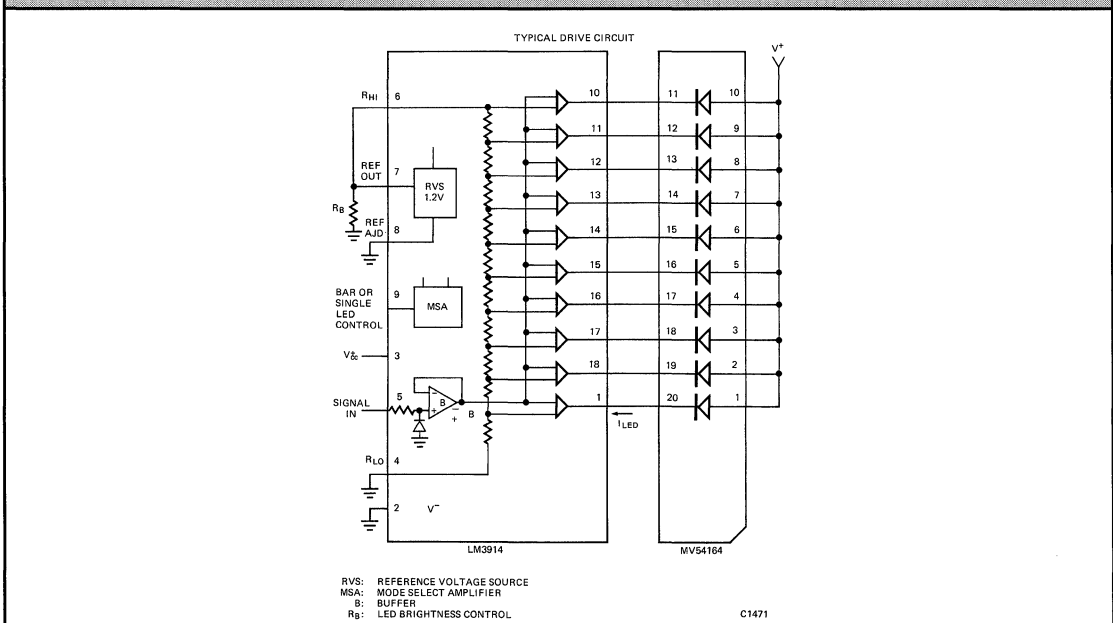 TYPICAL DRIVE CIRCUIT
V+
RHI 6 10 11 10
11 12 9
REF OUT 7 RVS 1.2V 12 13 8
RB 13 14 7
REF AJD 8 14 15 6
15 16 5
BAR OR SINGLE LED CONTROL 9 MSA 16 17 4
17 18 3
V+CC 3 18 19 2
SIGNAL IN 5 - + B - + B 1 20 1
ILED
RLO 4
2 V-
LM3914 MV54164
RVS: REFERENCE VOLTAGE SOURCE
MSA: MODE SELECT AMPLIFIER
B: BUFFER
RB: LED BRIGHTNESS CONTROL C1471